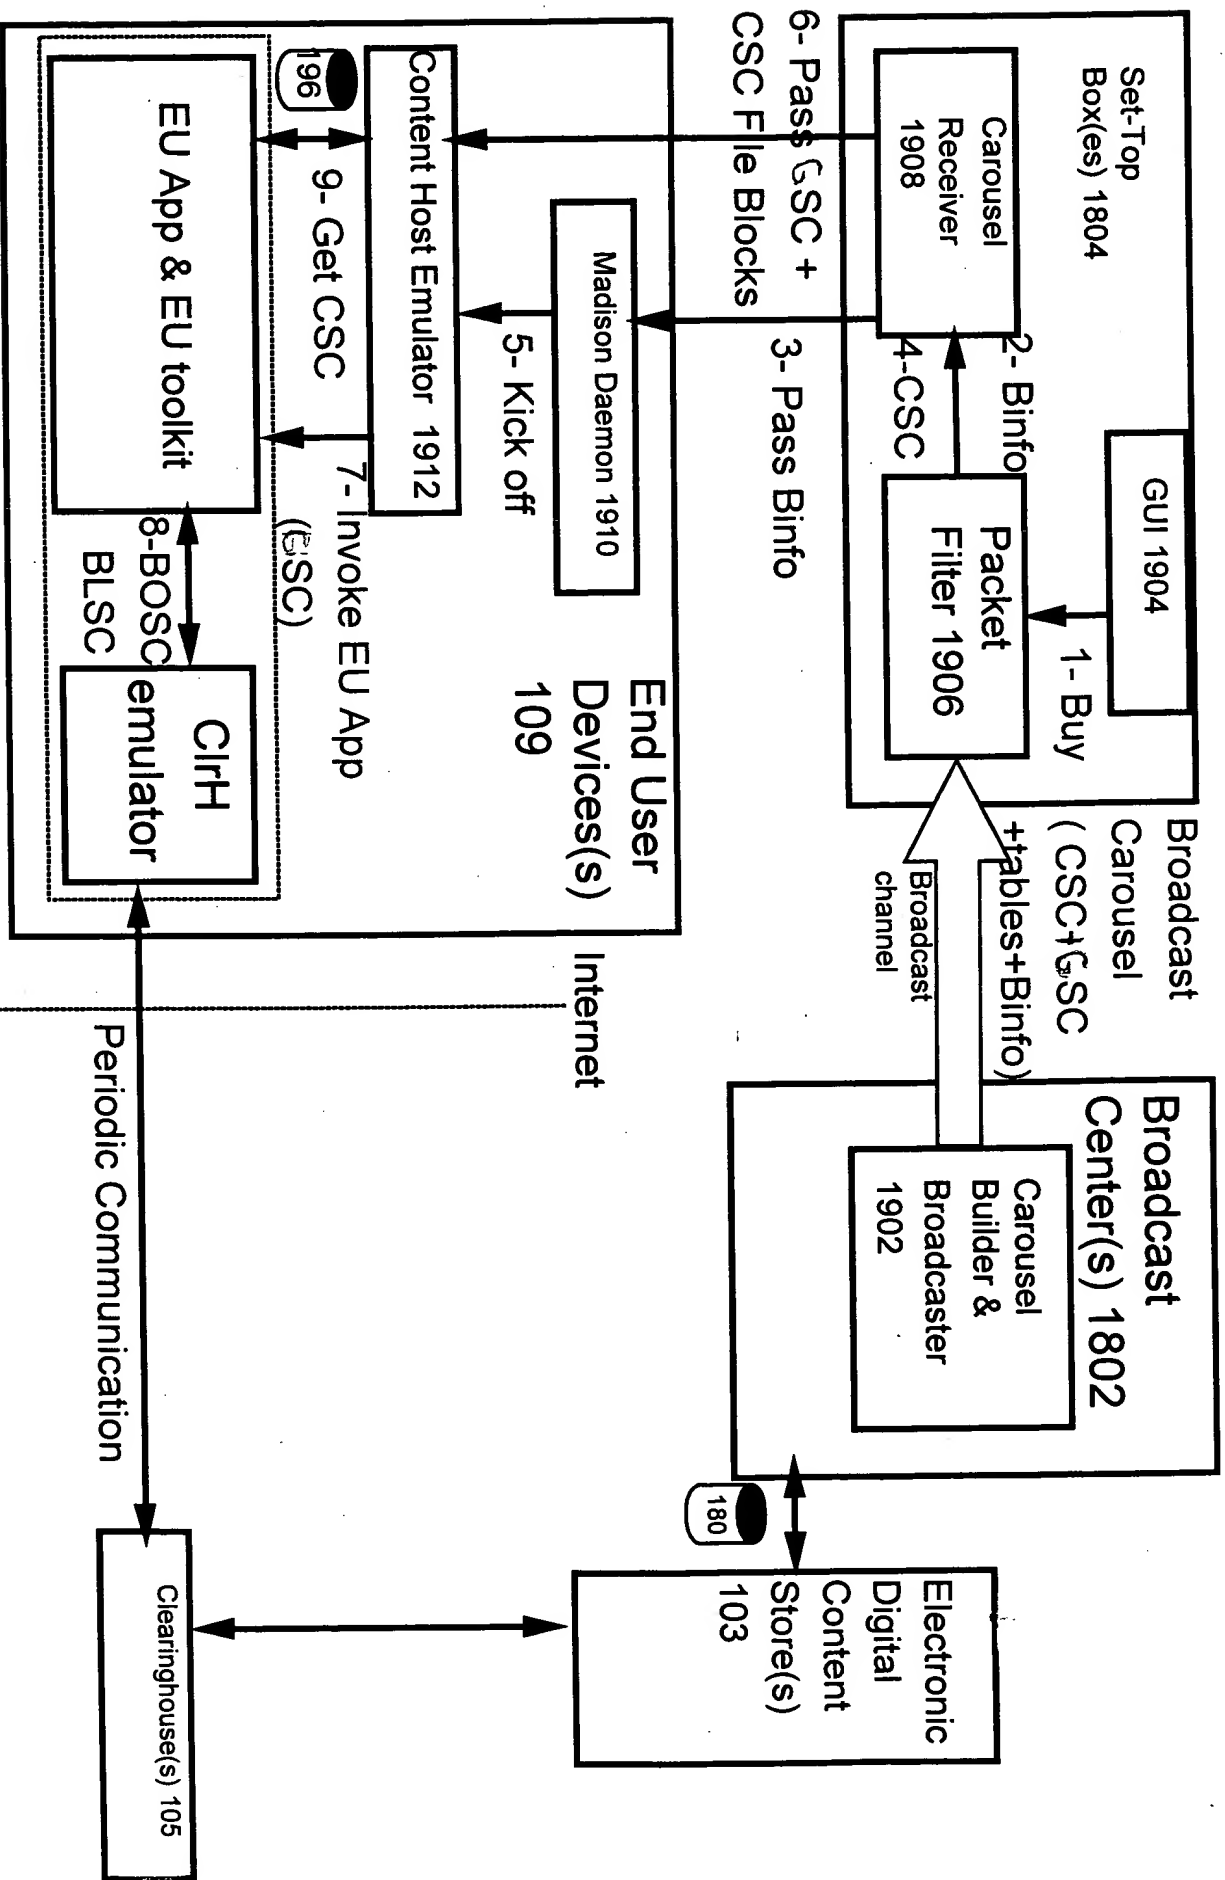 Set-Top
Box(es) 1804
GUI 1904
1- Buy
Carousel
Receiver
1908
2- Binfo
4-CSC
Packet
Filter 1906
Broadcast
Carousel
(CSC+GSC
+tables+Binfo)
Broadcast
channel
Broadcast
Center(s) 1802
Carousel
Builder &
Broadcaster
1902
6- Pass GSC +
CSC File Blocks
3- Pass Binfo
180
Electronic
Digital
Content
Store(s)
103
End User
Devices(s)
109
Internet
Madison Daemon 1910
5- Kick off
Content Host Emulator 1912
196
9- Get CSC
7- Invoke EU App
(GSC)
EU App & EU toolkit
8-BOSC
BLSC
ClrH
emulator
Periodic Communication
Clearinghouse(s) 105